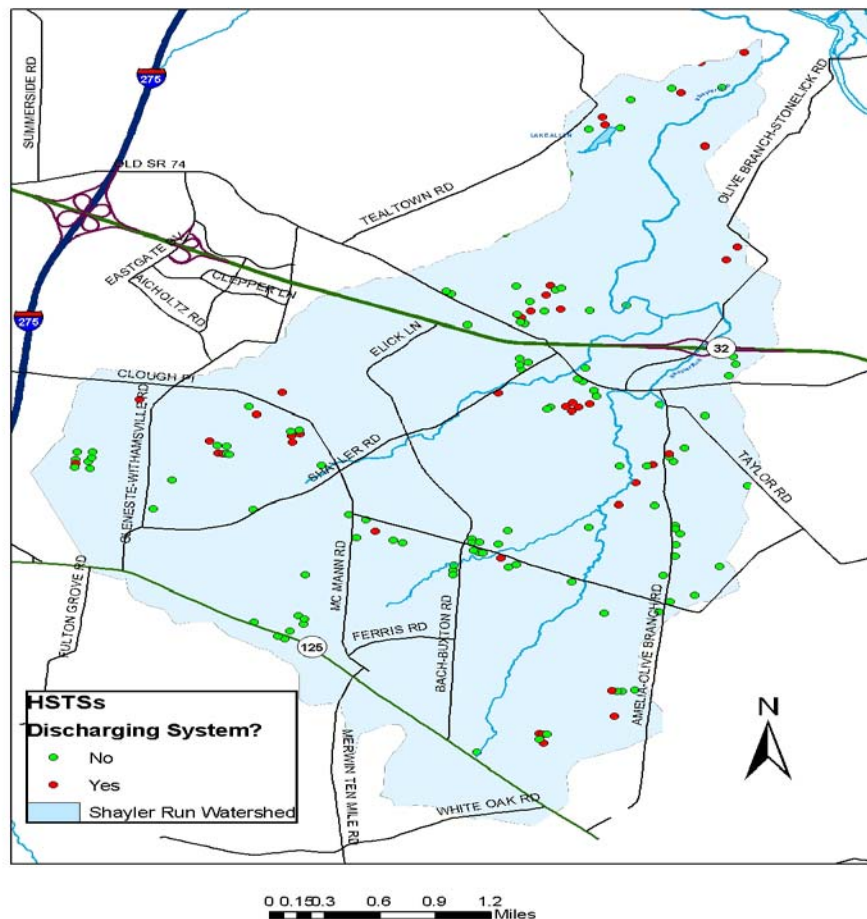 275
SUMMERSIDE RD
OLD SR 74
TEALTOWN RD
OLIVE BRANCH-STONELICK RD
EASTGATE BV
CLEPPER LN
AICHOLTZ RD
275
ELICK LN
32
CLOUGH PI
GLENESTE-WITHAMSVILLE RD
SHAYLER RD
TAYLOR RD
MC MANN RD
FULTON GROVE RD
FERRIS RD
125
BACH-BUXTON RD
AMELIA-OLIVE BRANCH RD
MERWIN TEN MILE RD
WHITE OAK RD
HSTSs
Discharging System?
No
Yes
Shayler Run Watershed
N
0 0.15 0.3 0.6 0.9 1.2
Miles